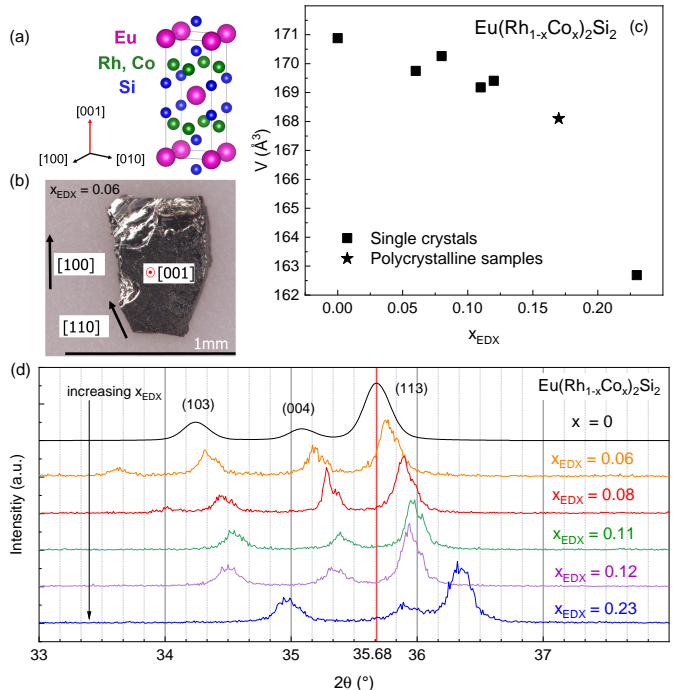 (a)
Eu
Rh, Co
Si
[001]
[100]
[010]
(b)
x_EDX = 0.06
[100]
[001]
[110]
1mm
Eu(Rh₁₋ₓCoₓ)₂Si₂ (c)
171
170
169
168
167
166
165
164
163
162
V (Å³)
Single crystals
Polycrystalline samples
0.00 0.05 0.10 0.15 0.20
x_EDX
(d)
increasing x_EDX
(103)
(004)
(113)
Eu(Rh₁₋ₓCoₓ)₂Si₂
x = 0
x_EDX = 0.06
x_EDX = 0.08
x_EDX = 0.11
x_EDX = 0.12
x_EDX = 0.23
Intensitiy (a.u.)
33 34 35 35.68 36 37
2θ (°)